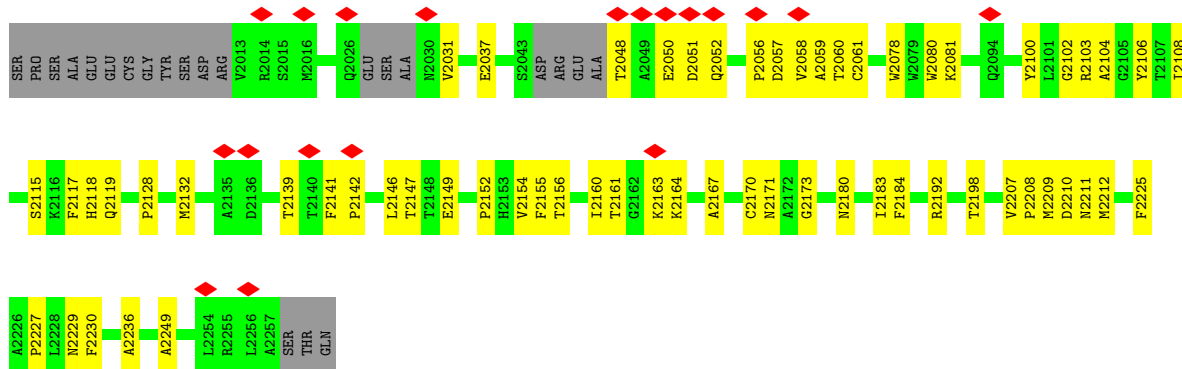 SER PRO SER ALA GLU GLU CYS GLY TYR SER ASP ARG V2013 R2014 S2015 M2016 Q2026 GLU SER ALA N2030 V2031 E2037 S2043 ASP ARG GLU ALA T2048 A2049 E2050 D2051 Q2052 P2056 D2057 V2058 A2059 T2060 C2061 W2078 W2079 W2080 K2081 Q2094 Y2100 L2101 G2102 R2103 A2104 G2105 Y2106 T2107 I2108
S2115 K2116 F2117 H2118 Q2119 P2128 M2132 A2135 D2136 T2139 T2140 F2141 P2142 L2146 T2147 T2148 E2149 P2152 H2153 V2154 F2155 T2156 I2160 T2161 G2162 K2163 K2164 A2167 C2170 N2171 A2172 G2173 N2180 I2183 F2184 R2192 T2198 V2207 P2208 M2209 D2210 N2211 M2212 F2225
A2226 P2227 L2228 N2229 F2230 A2236 A2249 L2254 R2255 L2256 A2257 SER THR GLN